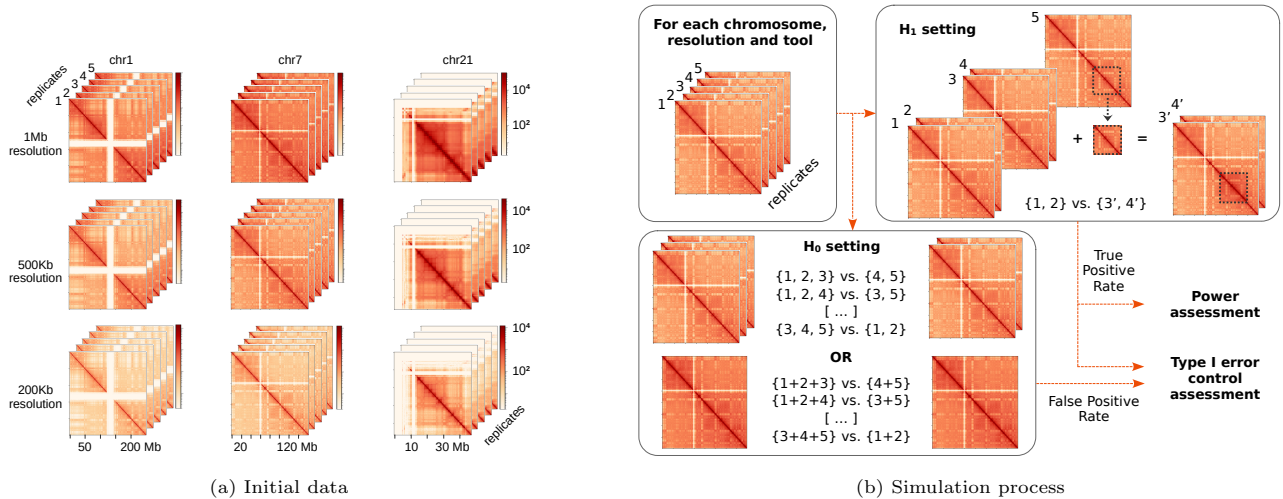 chr1
chr7
chr21
replicates
1 2 3 4 5
10⁴
10²
1Mb
resolution
500Kb
resolution
10²
200Kb
resolution
10⁴
10²
replicates
50
200 Mb
20
120 Mb
10
30 Mb
(a) Initial data
For each chromosome,
resolution and tool
1 2 3 4 5
replicates
H₁ setting
5
4
3
2
1
+
=
4’
3’
{1, 2} vs. {3’, 4’}
H₀ setting
{1, 2, 3} vs. {4, 5}
{1, 2, 4} vs. {3, 5}
[ ... ]
{3, 4, 5} vs. {1, 2}
OR
{1+2+3} vs. {4+5}
{1+2+4} vs. {3+5}
[ ... ]
{3+4+5} vs. {1+2}
True
Positive
Rate
Power
assessment
Type I error
control
assessment
False Positive
Rate
(b) Simulation process